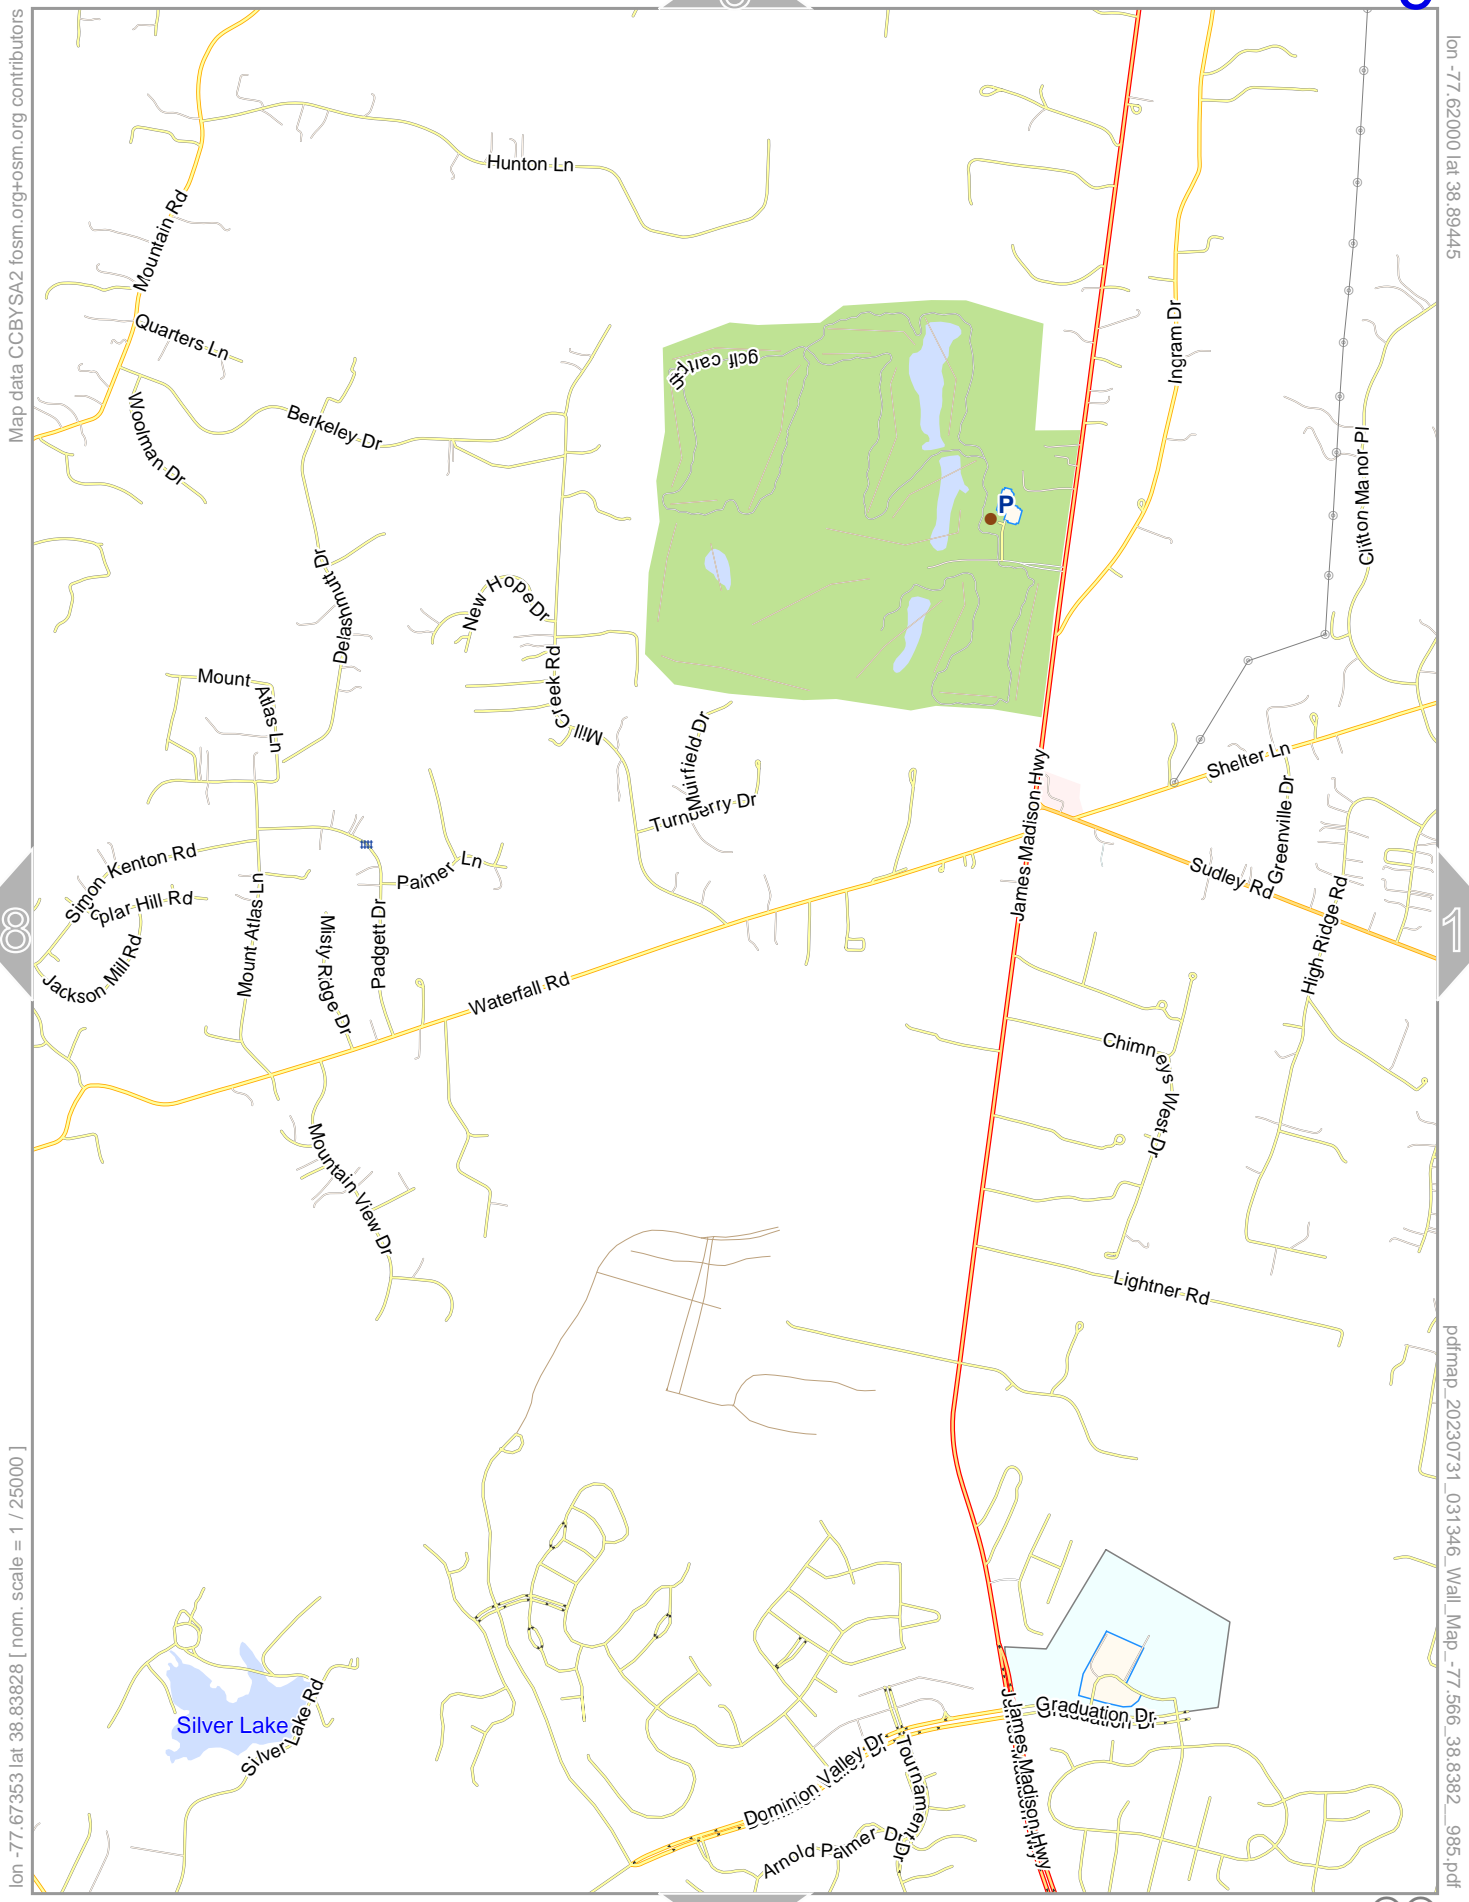 Map data CCBYSA2 fosm.org+osm.org contributors
lon -77.62000 lat 38.89445
Hunton Ln
Mountain Rd
Quarters Ln
Woolman Dr
Berkeley Dr
Ingram Dr
Clifton Manor Pl
P
Delashmutt Dr
New Hope Dr
Mill Creek Rd
Mount Atlas Ln
Muirfield Dr
Turnberry Dr
James Madison Hwy
Shelter Ln
Greenville Dr
Sudley Rd
High Ridge Rd
Simon Kenton Rd
plar Hill Rd
Jackson Mill Rd
Mount Atlas Ln
Misty Ridge Dr
Padgett Dr
Palmer Ln
8
1
Waterfall Rd
Chimneys West Dr
Mountain View Dr
Lightner Rd
Silver Lake
Silver Lake Rd
Graduation Dr
Graduation Dr
James Madison Hwy
Dominion Valley Dr
Tournament Dr
Arnold Palmer Dr
lon -77.67353 lat 38.83828 [ nom. scale = 1 / 25000 ]
pdfmap_20230731_031346_Wall_Map_-77.566_38.8382__985.pdf